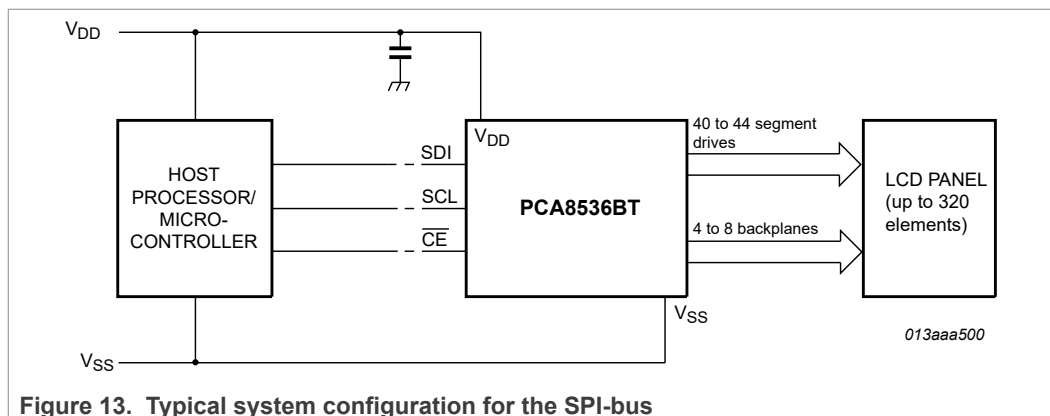 VDD
HOST
PROCESSOR/
MICRO-
CONTROLLER
SDI
SCL
CE
VDD
PCA8536BT
VSS
40 to 44 segment
drives
4 to 8 backplanes
LCD PANEL
(up to 320
elements)
VSS
013aaa500
Figure 13. Typical system configuration for the SPI-bus